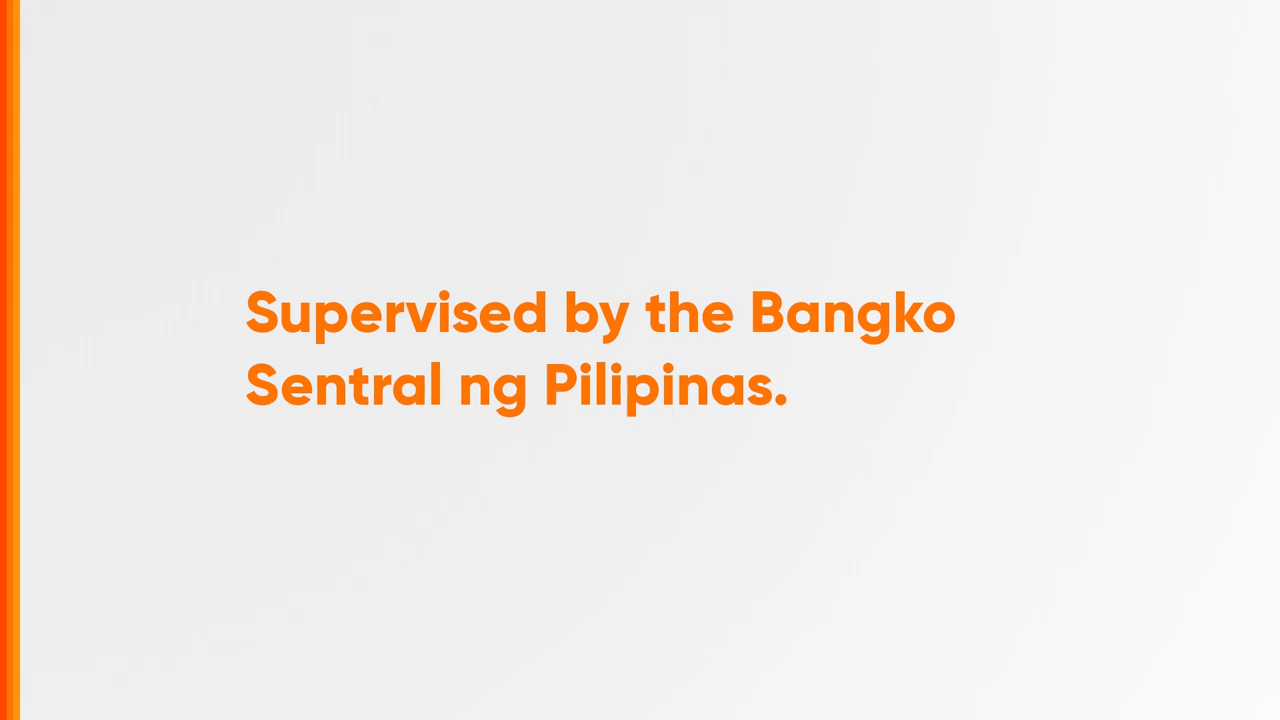 Supervised by the Bangko
Sentral ng Pilipinas.